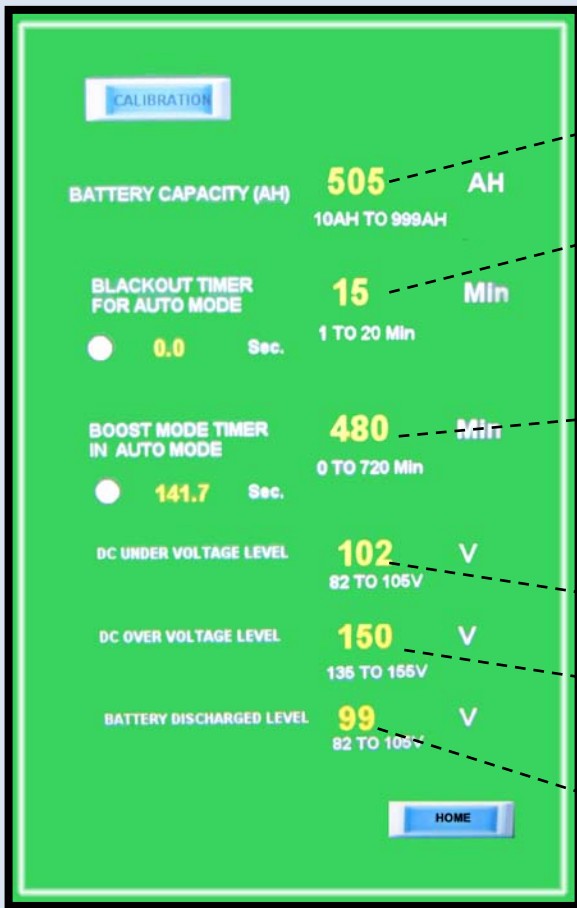 CALIBRATION
BATTERY CAPACITY (AH) 505 AH
10AH TO 999AH
BLACKOUT TIMER
FOR AUTO MODE
15 Min
1 TO 20 Min
0.0 Sec.
BOOST MODE TIMER
IN AUTO MODE
480 Min
0 TO 720 Min
141.7 Sec.
DC UNDER VOLTAGE LEVEL 102 V
82 TO 105V
DC OVER VOLTAGE LEVEL 150 V
135 TO 155V
BATTERY DISCHARGED LEVEL 99 V
82 TO 105V
HOME